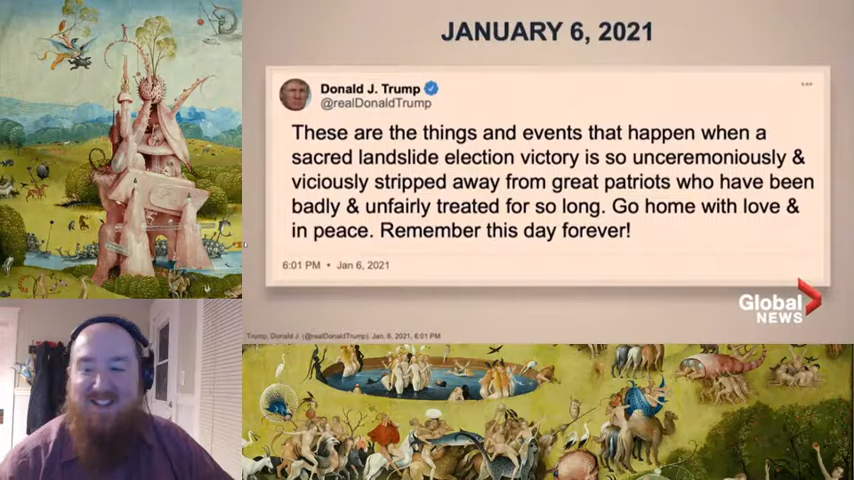 JANUARY 6, 2021
Donald J. Trump
@realDonaldTrump
These are the things and events that happen when a
sacred landslide election victory is so unceremoniously &
viciously stripped away from great patriots who have been
badly & unfairly treated for so long. Go home with love &
in peace. Remember this day forever!
6:01 PM • Jan 6, 2021
Global
NEWS
Trump, Donald J. (@realDonaldTrump). Jan. 6, 2021, 6:01 PM